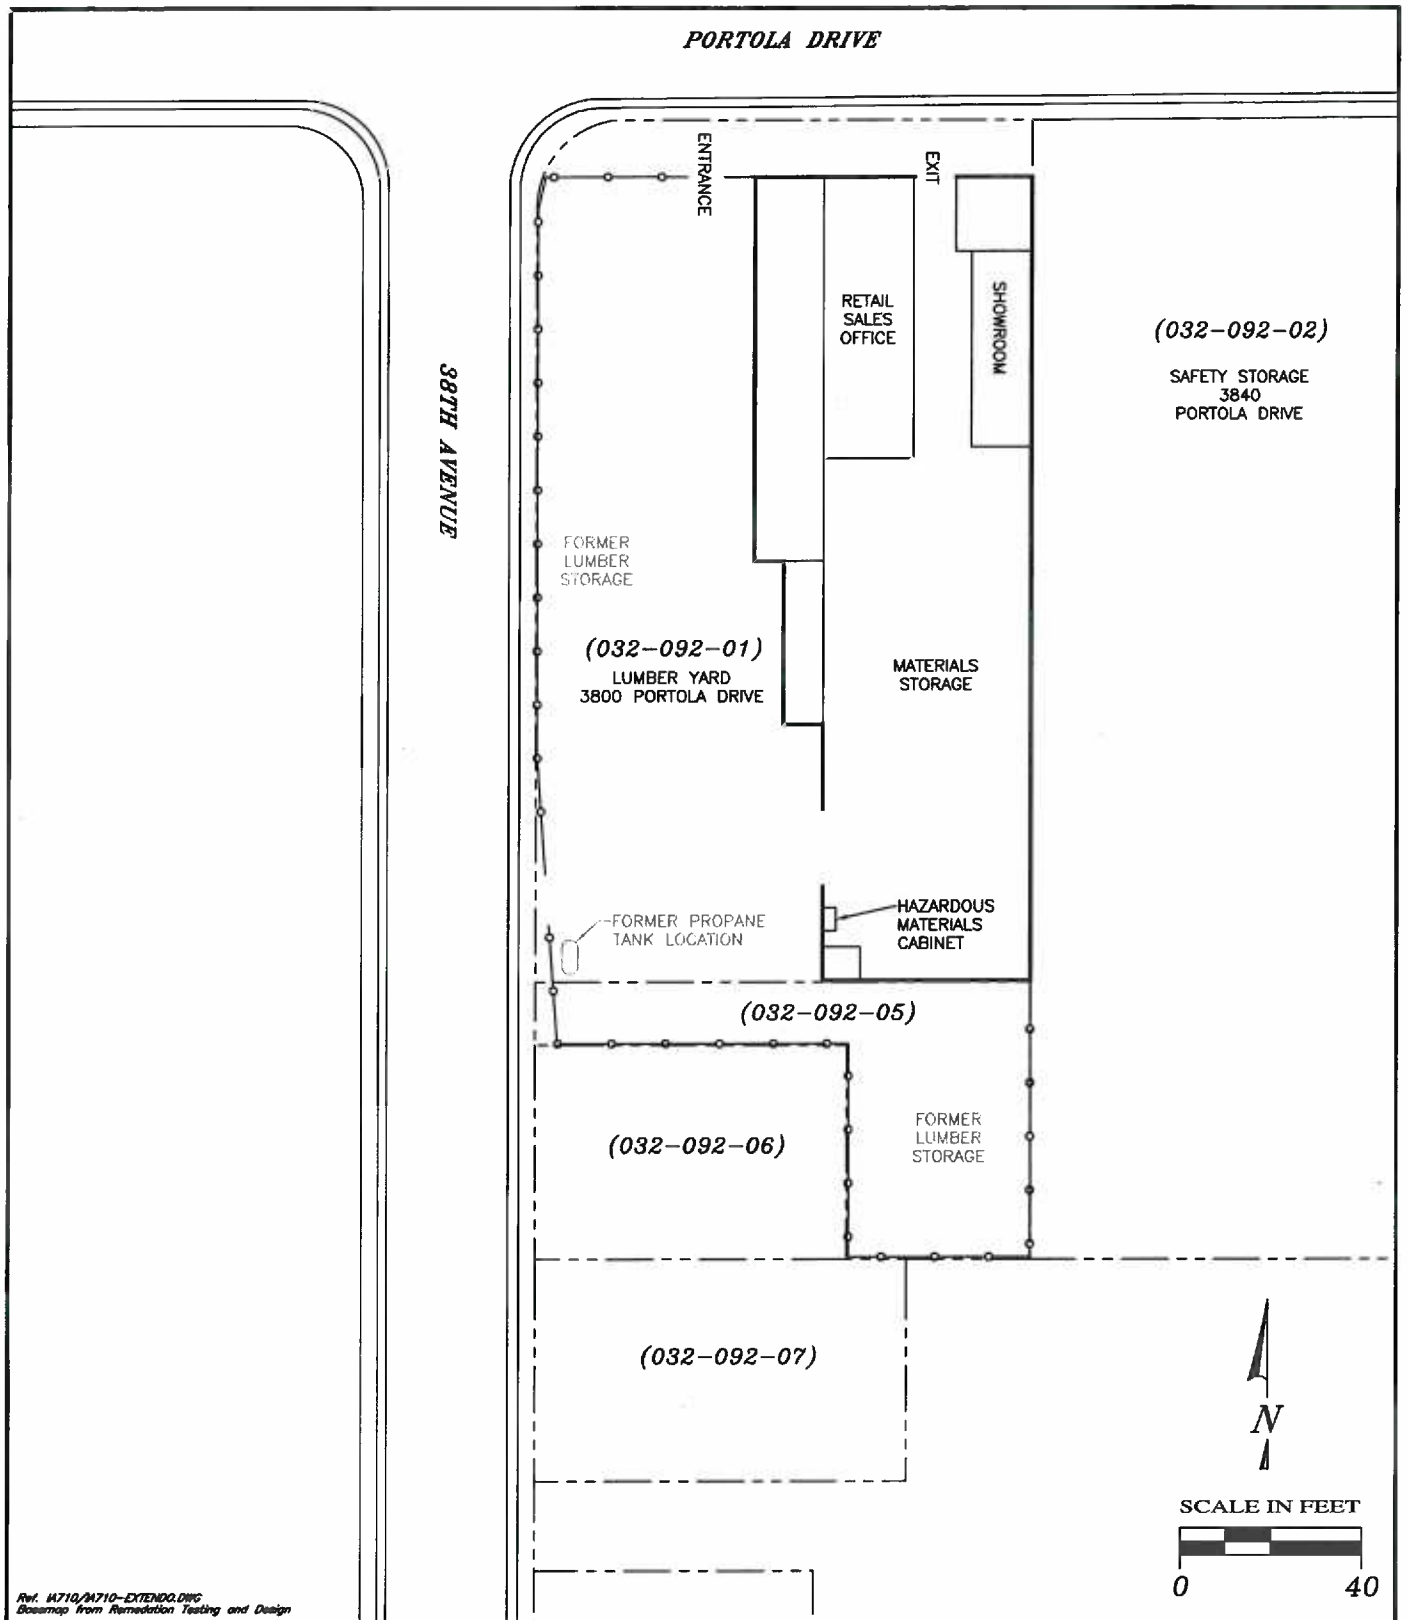 PORTOLA DRIVE
ENTRANCE
EXIT
RETAIL
SALES
OFFICE
SHOWROOM
(032-092-02)
SAFETY STORAGE
3840
PORTOLA DRIVE
38TH AVENUE
FORMER
LUMBER
STORAGE
(032-092-01)
LUMBER YARD
3800 PORTOLA DRIVE
MATERIALS
STORAGE
HAZARDOUS
MATERIALS
CABINET
FORMER PROPANE
TANK LOCATION
(032-092-05)
FORMER
LUMBER
STORAGE
(032-092-06)
(032-092-07)
N
SCALE IN FEET
0 40
Ref.
Basemap from Remediation Testing and Design